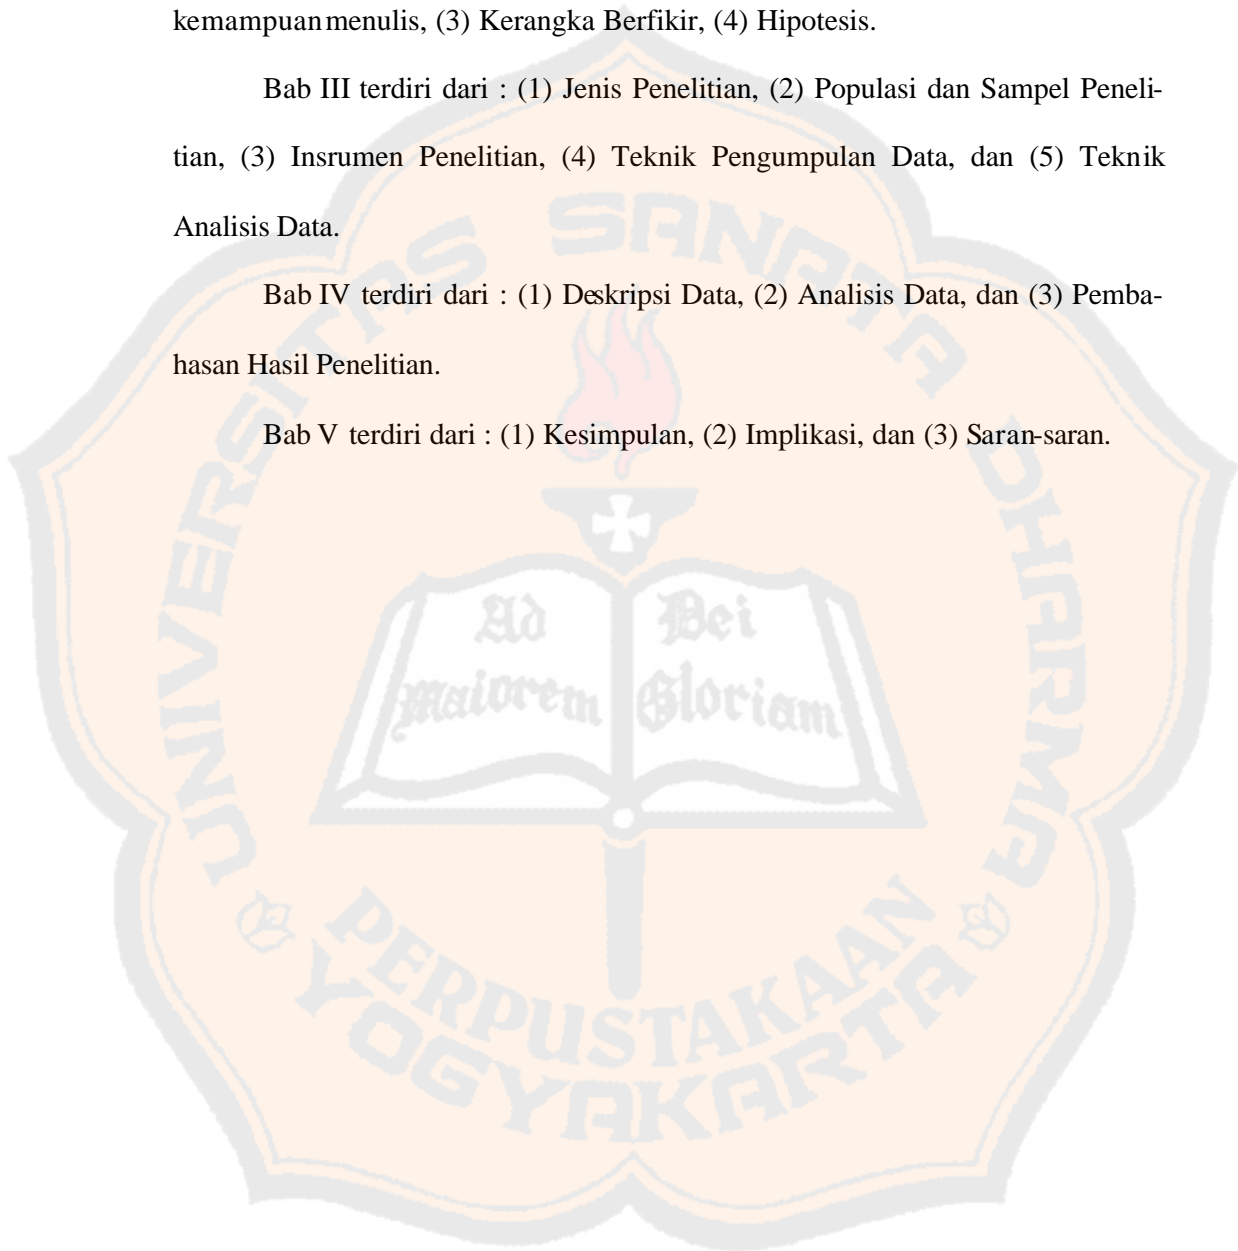 kemampuan menulis, (3) Kerangka Berfikir, (4) Hipotesis.
Bab III terdiri dari : (1) Jenis Penelitian, (2) Populasi dan Sampel Peneli-
tian, (3) Insrumen Penelitian, (4) Teknik Pengumpulan Data, dan (5) Teknik
Analisis Data.
Bab IV terdiri dari : (1) Deskripsi Data, (2) Analisis Data, dan (3) Pemba-
hasan Hasil Penelitian.
Bab V terdiri dari : (1) Kesimpulan, (2) Implikasi, dan (3) Saran-saran.
UNIVERSITAS SANATA DHARMA
Ad Dei
Maiorem Gloriam
PERPUSTAKAAN
YOGYAKARTA